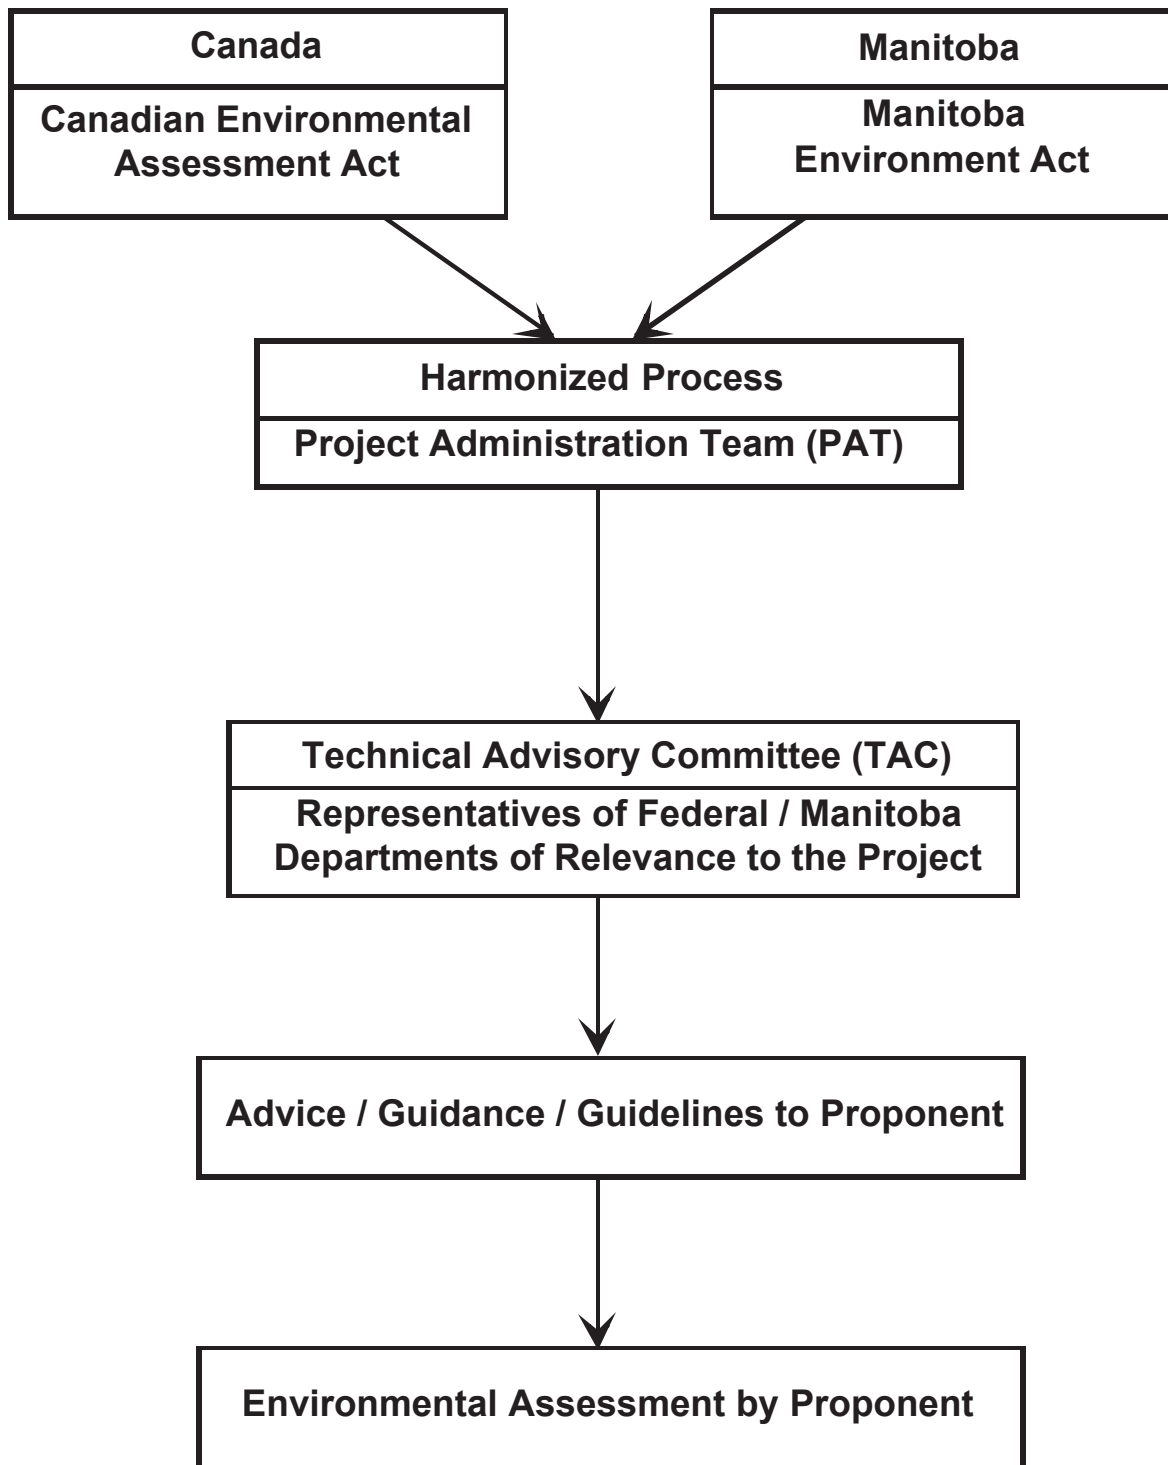 Canada
Canadian Environmental
Assessment Act
Manitoba
Manitoba
Environment Act
Harmonized Process
Project Administration Team (PAT)
Technical Advisory Committee (TAC)
Representatives of Federal / Manitoba
Departments of Relevance to the Project
Advice / Guidance / Guidelines to Proponent
Environmental Assessment by Proponent